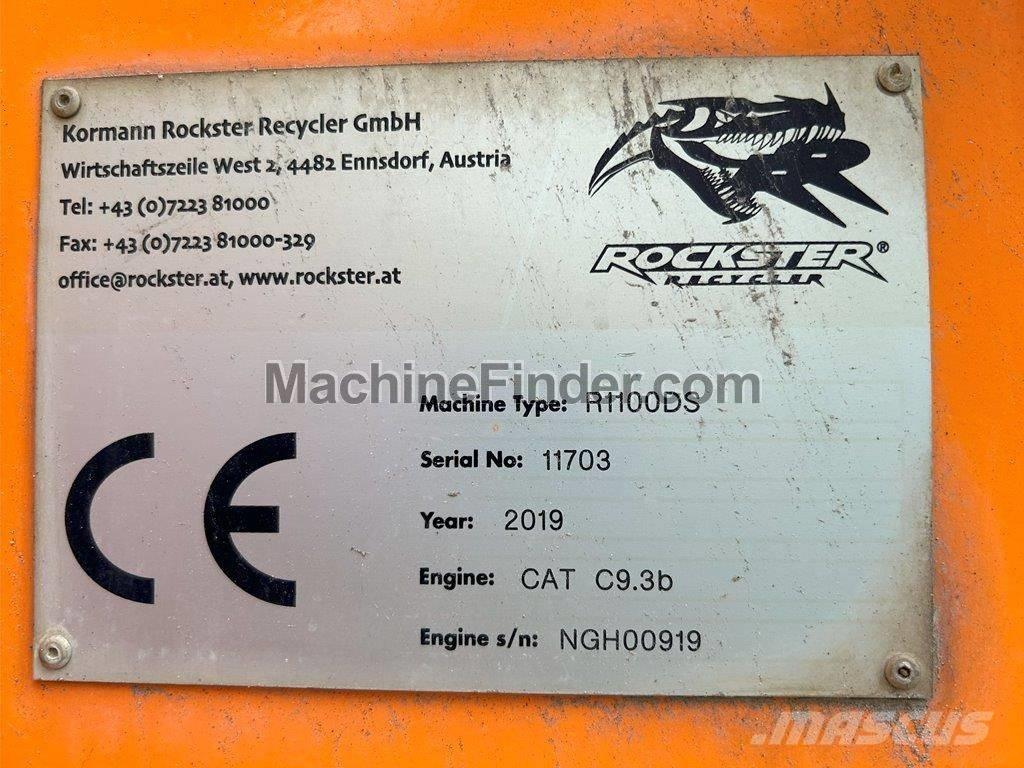 Kormann Rockster Recycler GmbH
Wirtschaftszeile West 2, 4482 Ennsdorf, Austria
Tel: +43 (0)7223 81000
Fax: +43 (0)7223 81000-329
office@rockster.at, www.rockster.at
ROCKSTER®
RECYCLER
MachineFinder.com
Machine Type: R1100DS
Serial No: 11703
Year: 2019
Engine: CAT C9.3b
Engine s/n: NGH00919
CE
MASCUS